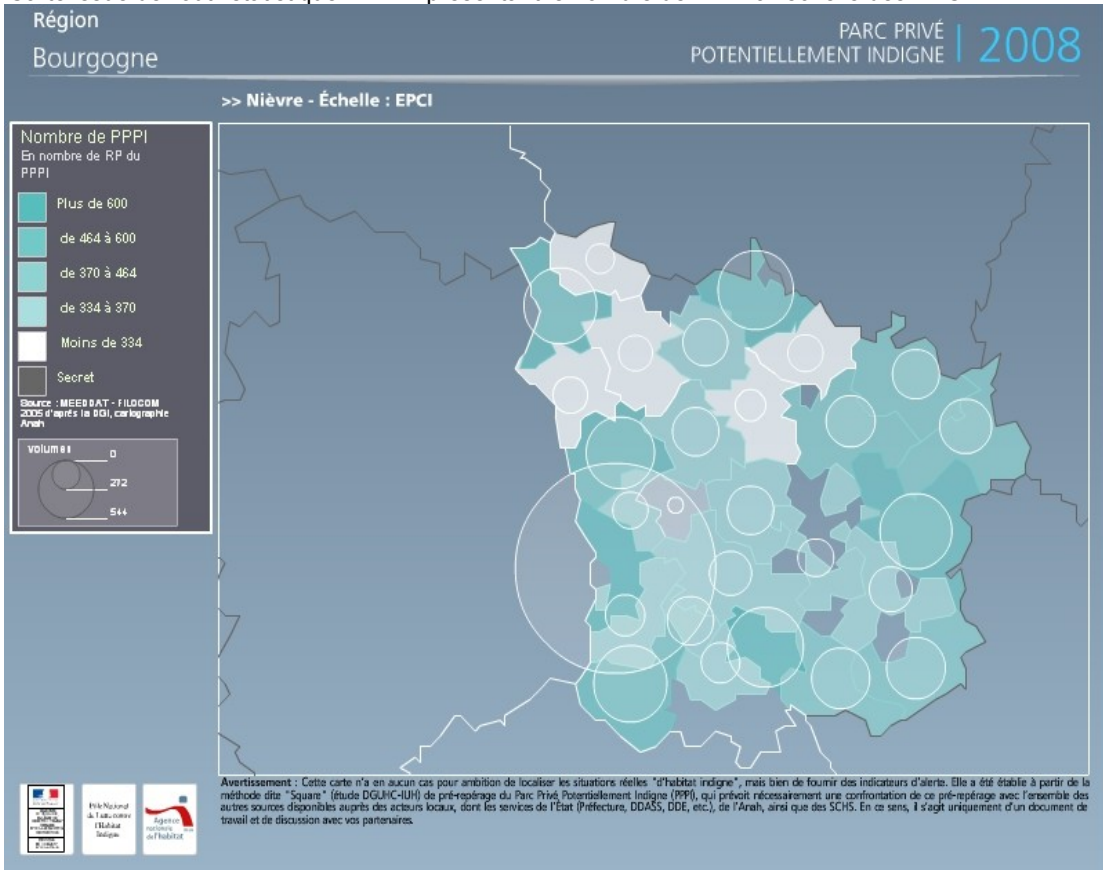 Région
Bourgogne
PARC PRIVÉ
POTENTIELLEMENT INDIGNE | 2008
>> Nièvre - Échelle : EPCI
Nombre de PPPI
En nombre de RP du
PPPI
Plus de 600
de 464 à 600
de 370 à 464
de 334 à 370
Moins de 334
Secret
Source : MEEDDAT - FILOCOM
2005 d'après la DGI, cartographie
Anah
volumes
0
272
544
Avertissement : Cette carte n'a en aucun cas pour ambition de localiser les situations réelles "d'habitat indigne", mais bien de fournir des indicateurs d'alerte. Elle a été établie à partir de la
méthode dite "Square" (étude DGUHC-IUH) de pré-repérage du Parc Privé Potentiellement Indigne (PPPI), qui prévoit nécessairement une confrontation de ce pré-repérage avec l'ensemble des
autres sources disponibles auprès des acteurs locaux, dont les services de l'État (Préfecture, DDASS, DDE, etc.), de l'Anah, ainsi que des SCHS. En ce sens, il s'agit uniquement d'un document de
travail et de discussion avec vos partenaires.
Pôle National
de Lutte contre
l'Habitat
Indigne
Agence
nationale
de l'habitat